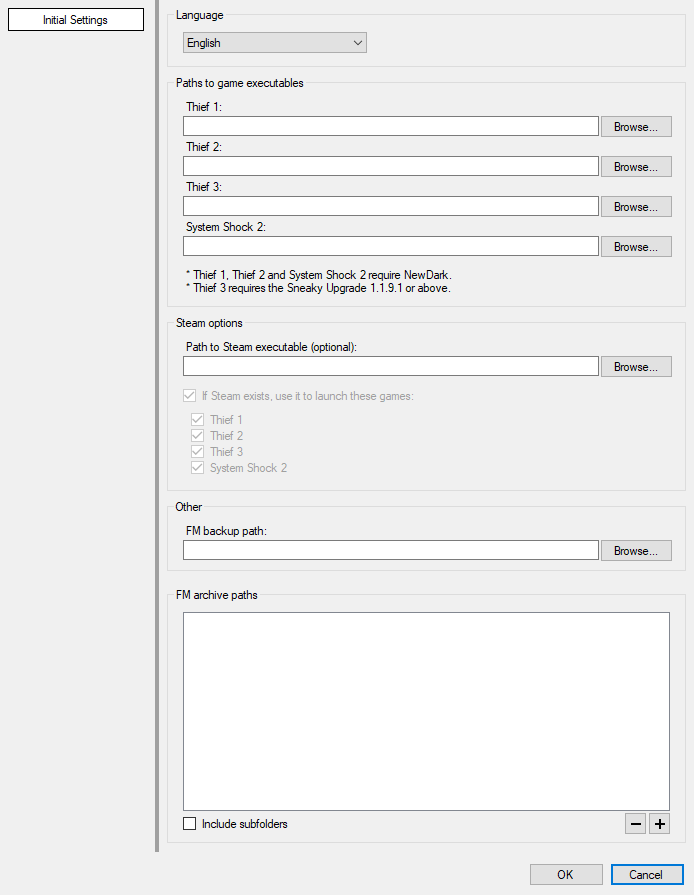 Initial Settings
Language
English
Paths to game executables
Thief 1:
Browse...
Thief 2:
Browse...
Thief 3:
Browse...
System Shock 2:
Browse...
* Thief 1, Thief 2 and System Shock 2 require NewDark.
* Thief 3 requires the Sneaky Upgrade 1.1.9.1 or above.
Steam options
Path to Steam executable (optional):
Browse...
If Steam exists, use it to launch these games:
Thief 1
Thief 2
Thief 3
System Shock 2
Other
FM backup path:
Browse...
FM archive paths
Include subfolders
OK Cancel